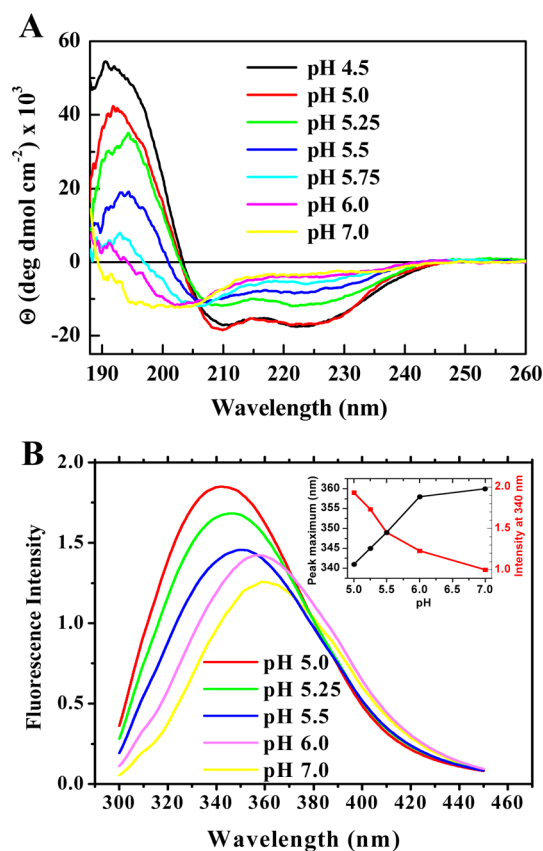 A
60
40
20
0
-20
190 200 210 220 230 240 250 260
Θ (deg dmol cm⁻²) x 10³
Wavelength (nm)
pH 4.5
pH 5.0
pH 5.25
pH 5.5
pH 5.75
pH 6.0
pH 7.0
B
2.0
1.5
1.0
0.5
0.0
300 320 340 360 380 400 420 440 460
Fluorescence Intensity
Wavelength (nm)
pH 5.0
pH 5.25
pH 5.5
pH 6.0
pH 7.0
360
355
350
345
340
Peak maximum (nm)
5.0 5.5 6.0 6.5 7.0
pH
2.0
1.5
1.0
Intensity at 340 nm